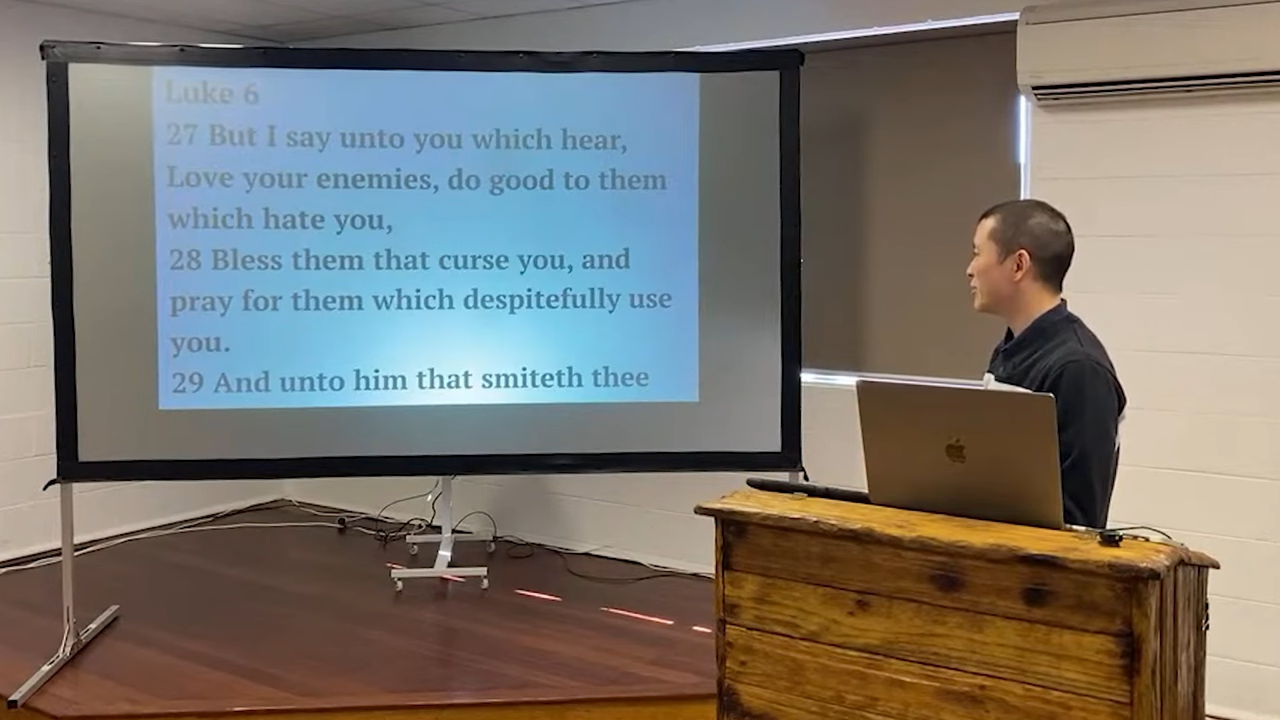 Luke 6
27 But I say unto you which hear,
Love your enemies, do good to them
which hate you,
28 Bless them that curse you, and
pray for them which despitefully use
you.
29 And unto him that smiteth thee